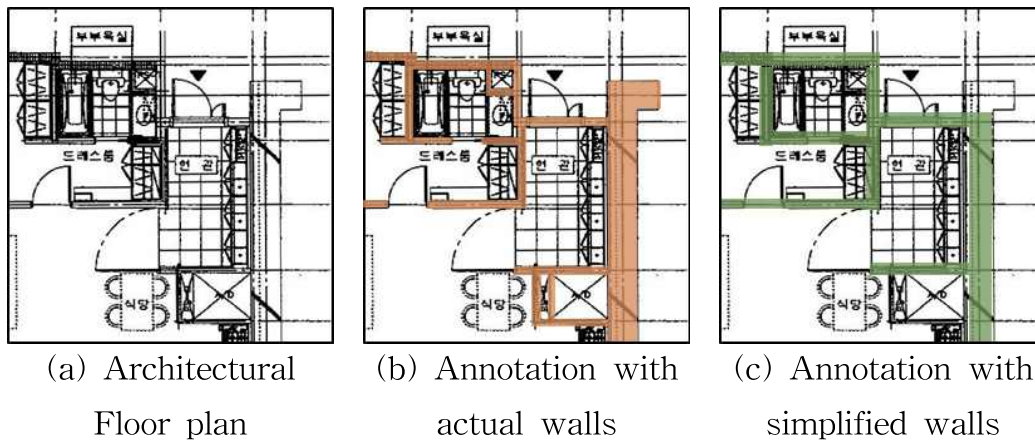 부부욕실
부부욕실
부부욕실
드레스룸
현관
드레스룸
현관
드레스룸
현관
식당
식당
식당
(a) Architectural
Floor plan
(b) Annotation with
actual walls
(c) Annotation with
simplified walls